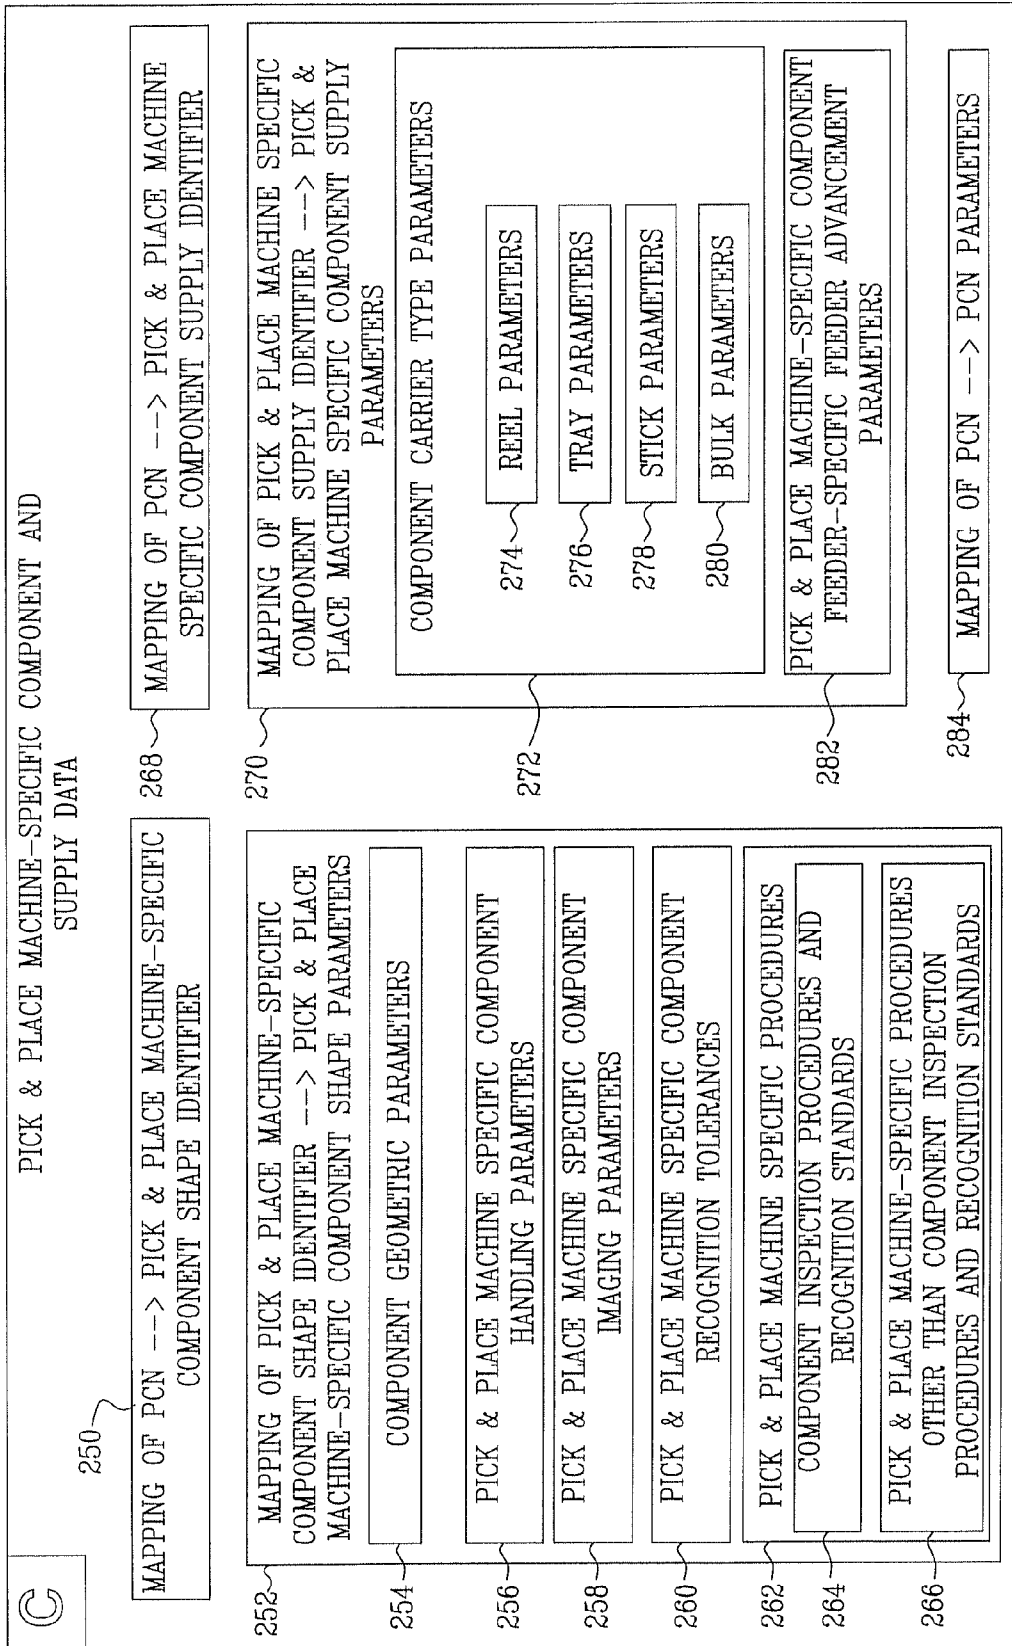 C
PICK & PLACE MACHINE-SPECIFIC COMPONENT AND
SUPPLY DATA
250
MAPPING OF PCN --> PICK & PLACE MACHINE-SPECIFIC
COMPONENT SHAPE IDENTIFIER
252
MAPPING OF PICK & PLACE MACHINE-SPECIFIC
COMPONENT SHAPE IDENTIFIER --> PICK & PLACE
MACHINE-SPECIFIC COMPONENT SHAPE PARAMETERS
254
COMPONENT GEOMETRIC PARAMETERS
256
PICK & PLACE MACHINE SPECIFIC COMPONENT
HANDLING PARAMETERS
258
PICK & PLACE MACHINE SPECIFIC COMPONENT
IMAGING PARAMETERS
260
PICK & PLACE MACHINE SPECIFIC COMPONENT
RECOGNITION TOLERANCES
262
PICK & PLACE MACHINE SPECIFIC PROCEDURES
264
COMPONENT INSPECTION PROCEDURES AND
RECOGNITION STANDARDS
266
PICK & PLACE MACHINE-SPECIFIC PROCEDURES
OTHER THAN COMPONENT INSPECTION
PROCEDURES AND RECOGNITION STANDARDS
268
MAPPING OF PCN --> PICK & PLACE MACHINE
SPECIFIC COMPONENT SUPPLY IDENTIFIER
270
MAPPING OF PICK & PLACE MACHINE SPECIFIC
COMPONENT SUPPLY IDENTIFIER --> PICK &
PLACE MACHINE SPECIFIC COMPONENT SUPPLY
PARAMETERS
272
COMPONENT CARRIER TYPE PARAMETERS
274
REEL PARAMETERS
276
TRAY PARAMETERS
278
STICK PARAMETERS
280
BULK PARAMETERS
282
PICK & PLACE MACHINE-SPECIFIC COMPONENT
FEEDER-SPECIFIC FEEDER ADVANCEMENT
PARAMETERS
284
MAPPING OF PCN --> PCN PARAMETERS